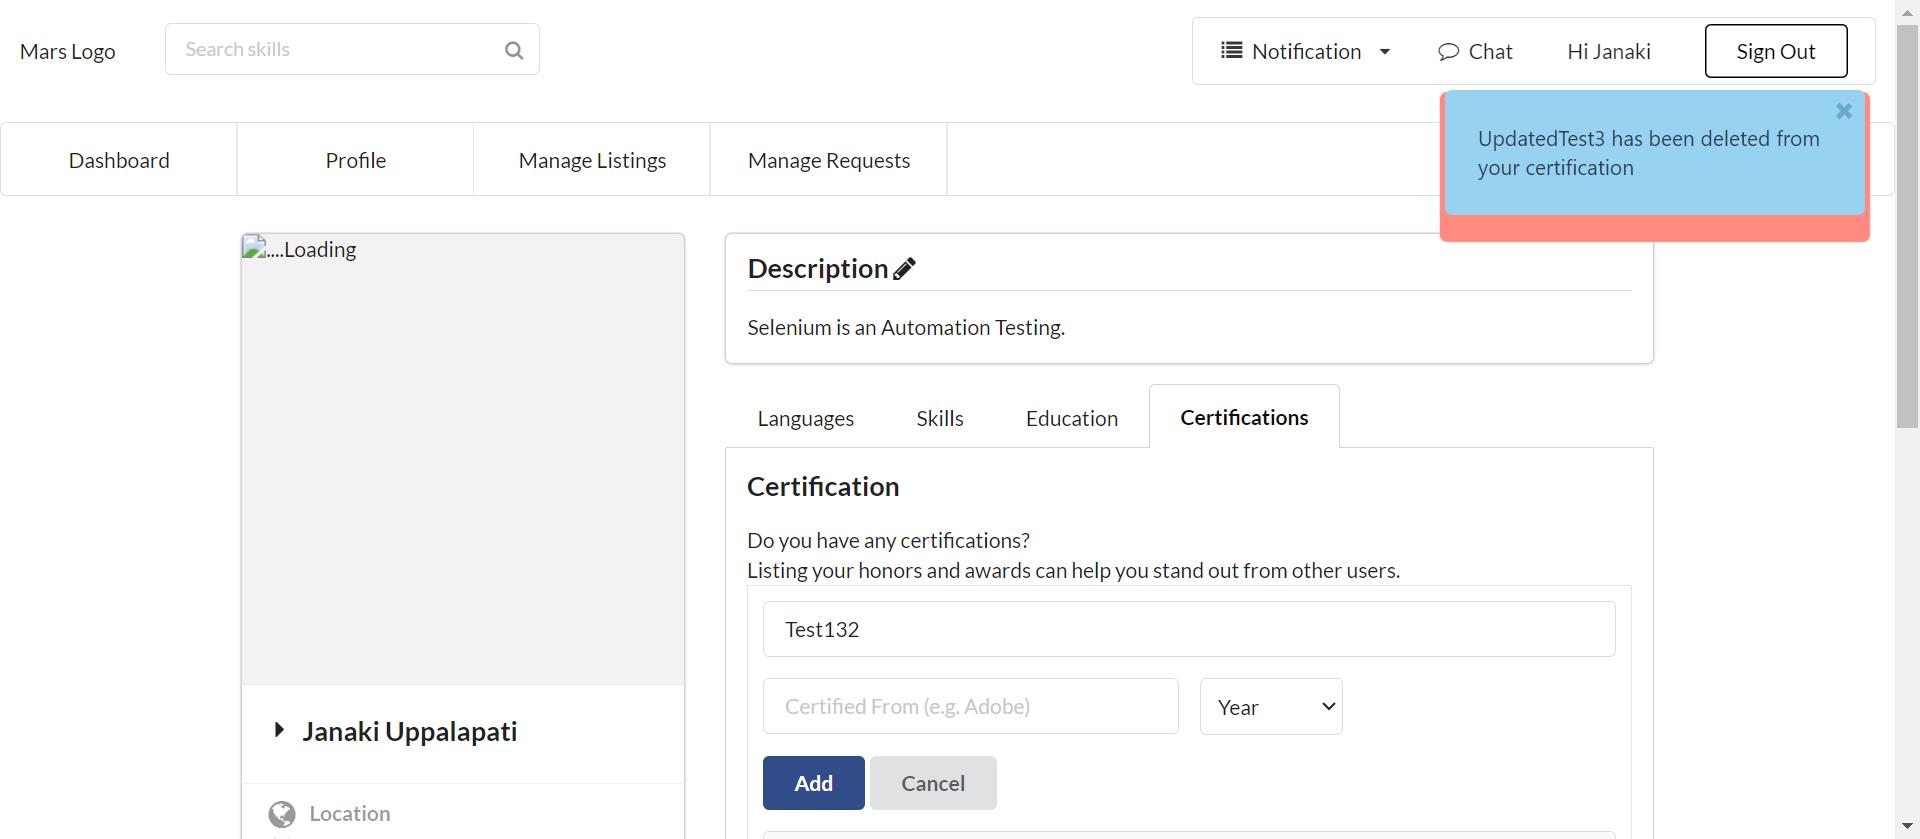 Mars Logo
Search skills
Notification
Chat
Hi Janaki
Sign Out
UpdatedTest3 has been deleted from
your certification
Dashboard
Profile
Manage Listings
Manage Requests
....Loading
Description
Selenium is an Automation Testing.
Languages
Skills
Education
Certifications
Certification
Do you have any certifications?
Listing your honors and awards can help you stand out from other users.
Test132
Certified From (e.g. Adobe)
Year
Add
Cancel
Janaki Uppalapati
Location